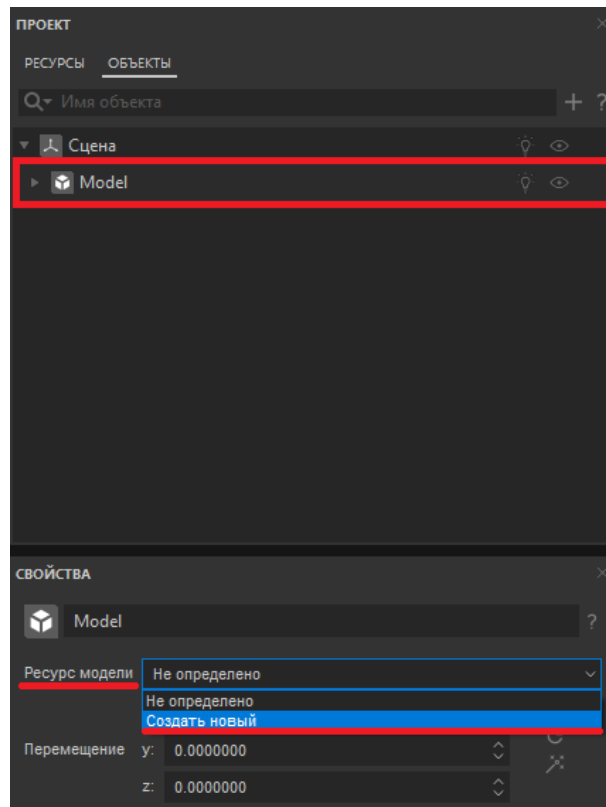 ПРОЕКТ
РЕСУРСЫ ОБЪЕКТЫ
Имя объекта
Сцена
Model
СВОЙСТВА
Model
Ресурс модели Не определено
Не определено
Создать новый
Перемещение y: 0.0000000
z: 0.0000000